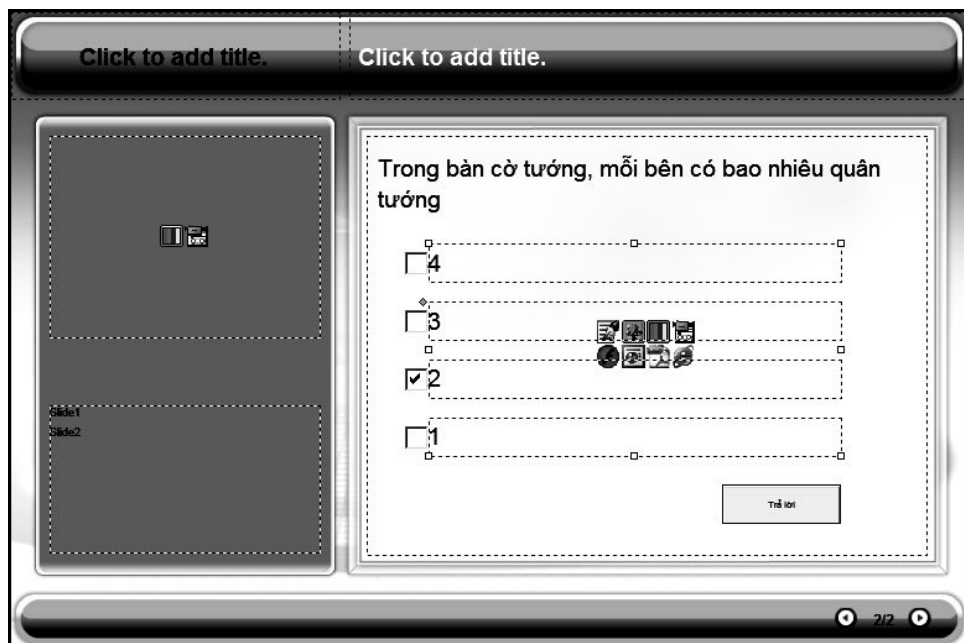 Click to add title.
Click to add title.
Trong bàn cờ tướng, mỗi bên có bao nhiêu quân
tướng
4
3
2
1
Trả lời
Slide1
Slide2
2/2